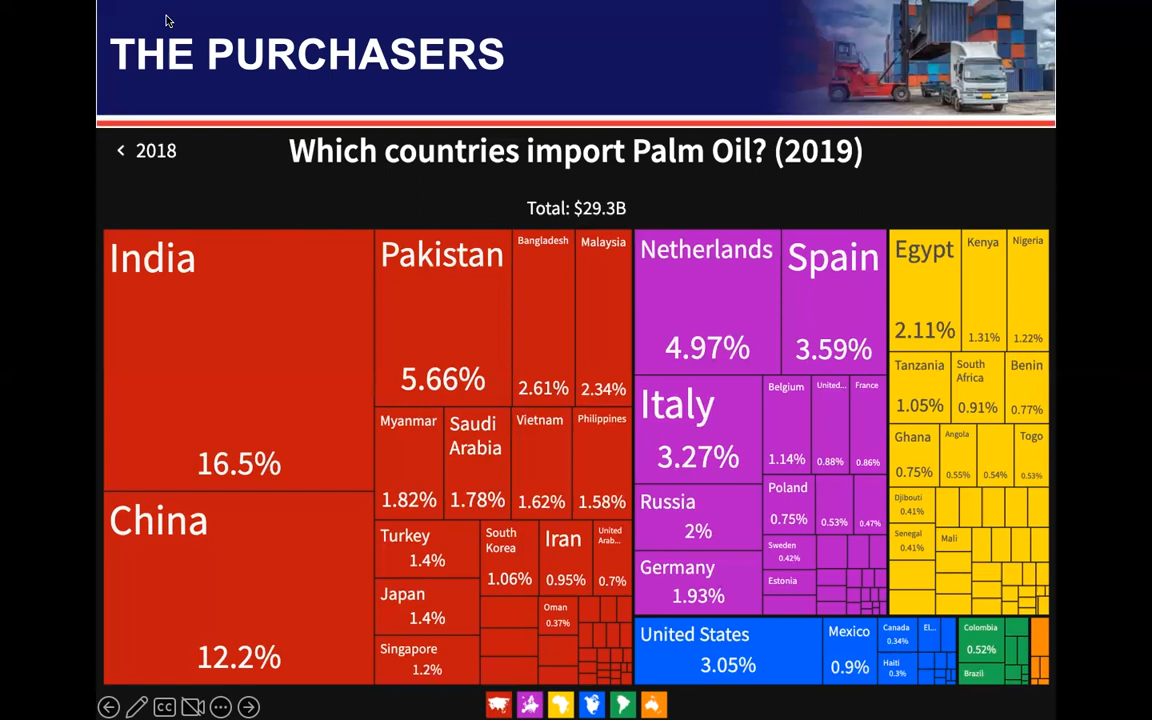 THE PURCHASERS
< 2018
Which countries import Palm Oil? (2019)
Total: $29.3B
India
16.5%
China
12.2%
Pakistan
5.66%
Bangladesh
2.61%
Malaysia
2.34%
Myanmar
1.82%
Saudi
Arabia
1.78%
Vietnam
1.62%
Philippines
1.58%
Turkey
1.4%
Japan
1.4%
Singapore
1.2%
South
Korea
1.06%
Iran
0.95%
United
Arab...
0.7%
Oman
0.37%
Netherlands
4.97%
Spain
3.59%
Italy
3.27%
Russia
2%
Germany
1.93%
Belgium
1.14%
United...
0.88%
France
0.86%
Poland
0.75%
0.53%
0.47%
Sweden
0.42%
Estonia
Egypt
2.11%
Kenya
1.31%
Nigeria
1.22%
Tanzania
1.05%
South
Africa
0.91%
Benin
0.77%
Ghana
0.75%
Angola
0.55%
0.54%
Togo
0.53%
Djibouti
0.41%
Senegal
0.41%
Mali
United States
3.05%
Mexico
0.9%
Canada
0.34%
Haiti
0.3%
El...
Colombia
0.52%
Brazil
CC